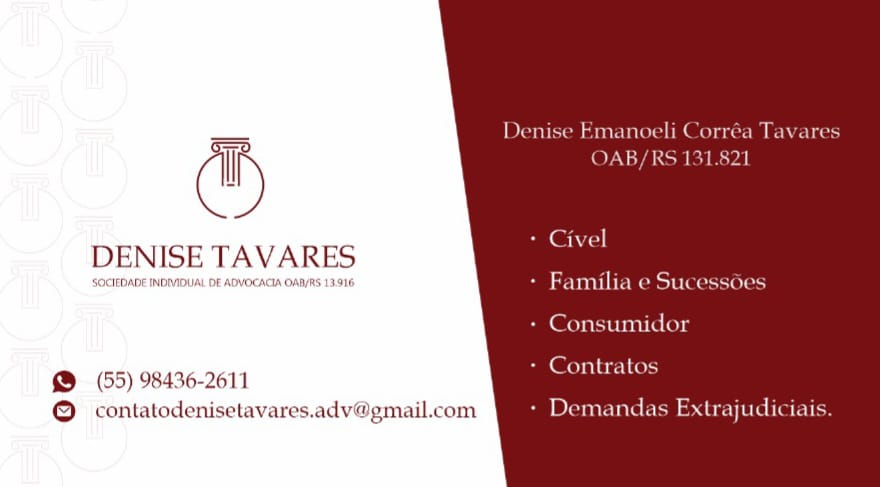 DENISE TAVARES
SOCIEDADE INDIVIDUAL DE ADVOCACIA OAB/RS 13.916
(55) 98436-2611
contatodenisetavares.adv@gmail.com
Denise Emanoeli Corrêa Tavares
OAB/RS 131.821
· Cível
· Família e Sucessões
· Consumidor
· Contratos
· Demandas Extrajudiciais.